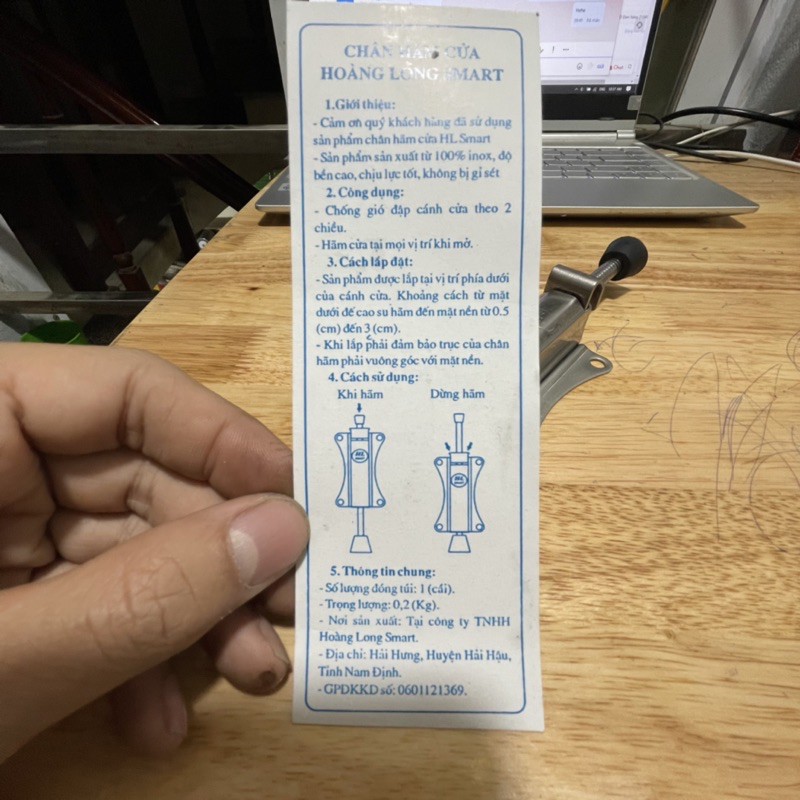 CHÂN HÃM CỬA
HOÀNG LONG SMART
1.Giới thiệu:
- Cảm ơn quý khách hàng đã sử dụng
sản phẩm chân hãm cửa HL Smart
- Sản phẩm sản xuất từ 100% inox, độ
bền cao, chịu lực tốt, không bị gỉ sét
2. Công dụng:
- Chống gió đập cánh cửa theo 2
chiều.
- Hãm cửa tại mọi vị trí khi mở.
3. Cách lắp đặt:
- Sản phẩm được lắp tại vị trí phía dưới
của cánh cửa. Khoảng cách từ mặt
dưới đế cao su hãm đến mặt nền từ 0.5
(cm) đến 3 (cm).
- Khi lắp phải đảm bảo trục của chân
hãm phải vuông góc với mặt nền.
4. Cách sử dụng:
Khi hãm
Dừng hãm
5. Thông tin chung:
- Số lượng đóng túi: 1 (cái).
- Trọng lượng: 0,2 (Kg).
- Nơi sản xuất: Tại công ty TNHH
Hoàng Long Smart.
- Địa chỉ: Hải Hưng, Huyện Hải Hậu,
Tỉnh Nam Định.
- GPĐKKD số: 0601121369.